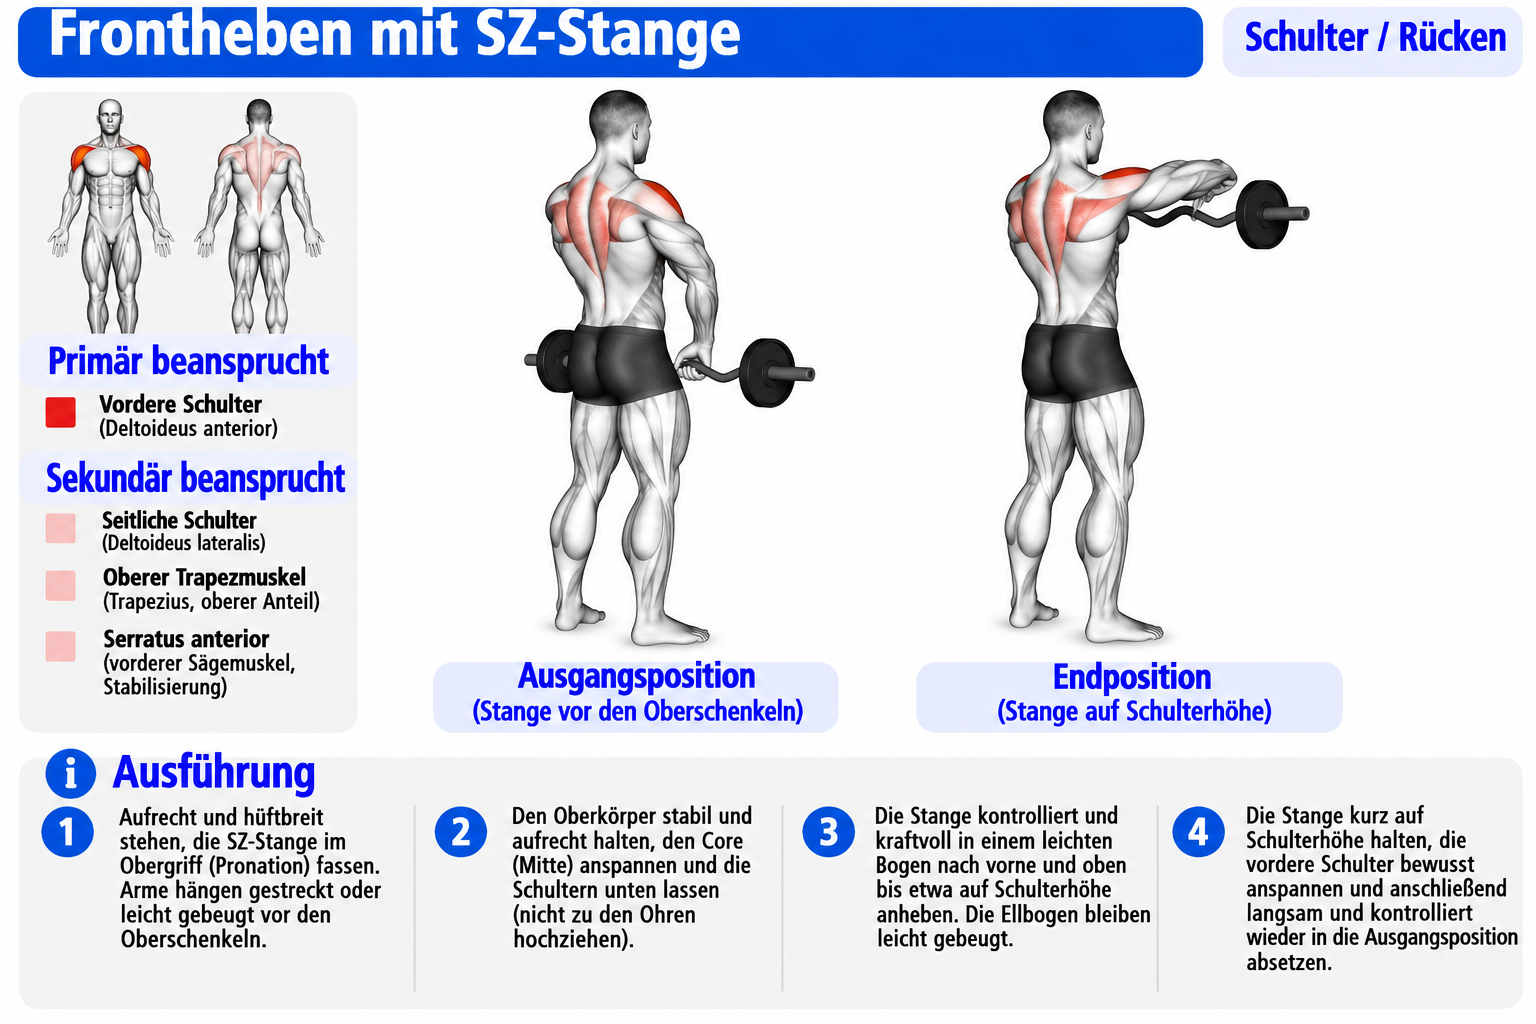 Frontheben mit SZ-Stange
Schulter / Rücken
Primär beansprucht
Vordere Schulter
(Deltoideus anterior)
Sekundär beansprucht
Seitliche Schulter
(Deltoideus lateralis)
Oberer Trapezmuskel
(Trapezius, oberer Anteil)
Serratus anterior
(vorderer Sägemuskel,
Stabilisierung)
Ausgangsposition
(Stange vor den Oberschenkeln)
Endposition
(Stange auf Schulterhöhe)
i Ausführung
1
Aufrecht und hüftbreit
stehen, die SZ-Stange im
Obergriff (Pronation) fassen.
Arme hängen gestreckt oder
leicht gebeugt vor den
Oberschenkeln.
2
Den Oberkörper stabil und
aufrecht halten, den Core
(Mitte) anspannen und die
Schultern unten lassen
(nicht zu den Ohren
hochziehen).
3
Die Stange kontrolliert und
kraftvoll in einem leichten
Bogen nach vorne und oben
bis etwa auf Schulterhöhe
anheben. Die Ellbogen bleiben
leicht gebeugt.
4
Die Stange kurz auf
Schulterhöhe halten, die
vordere Schulter bewusst
anspannen und anschließend
langsam und kontrolliert
wieder in die Ausgangsposition
absetzen.